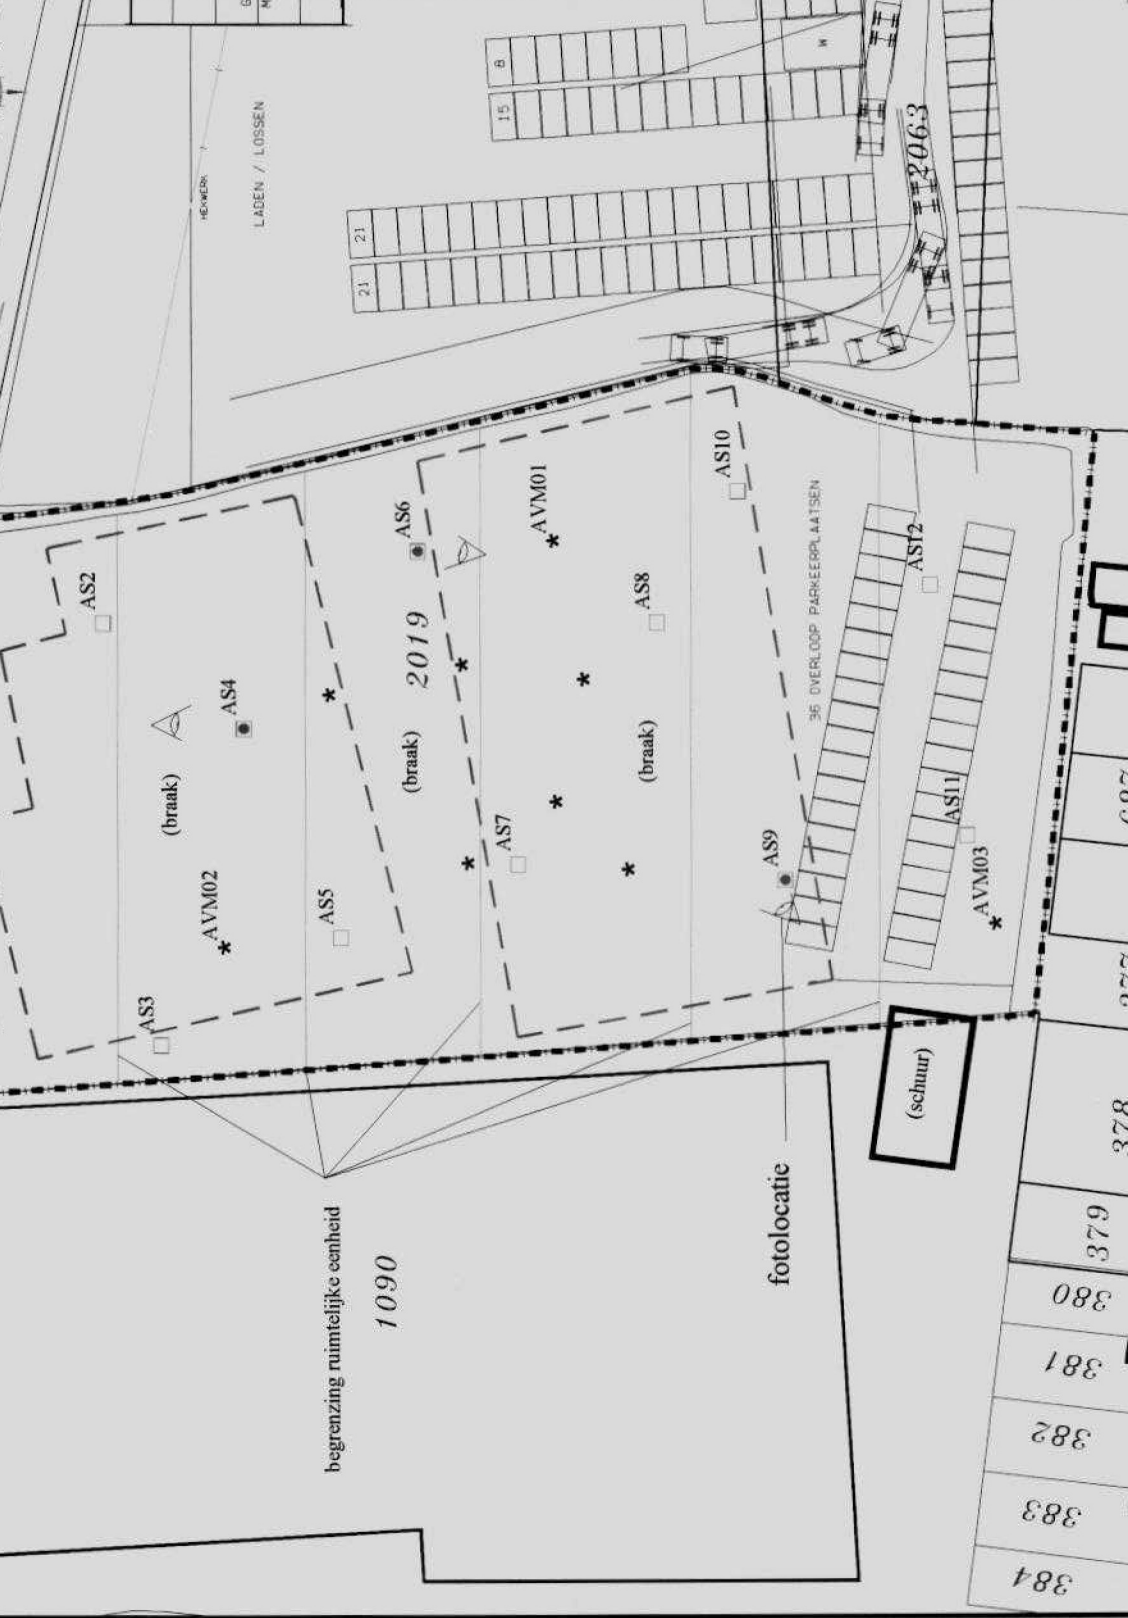 HEKWERK
LADEN / LOSSEN
8
15
21
21
W
2063
AS2
AS6
AVM01
AS10
AS4
2019
AS8
36 OVERLOOP PARKEERPLAATSEN
AS12
(braak)
(braak)
(braak)
AVM02
AS5
AS7
AS9
AS11
AVM03
AS3
(schuur)
fotolocatie
begrenzing ruimtelijke eenheid
1090
378
379
380
381
382
383
384